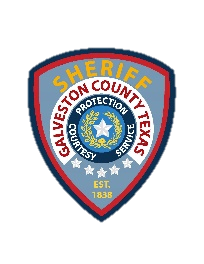 SHERIFF
GALVESTON COUNTY TEXAS
PROTECTION
COURTESY
SERVICE
EST.
1838